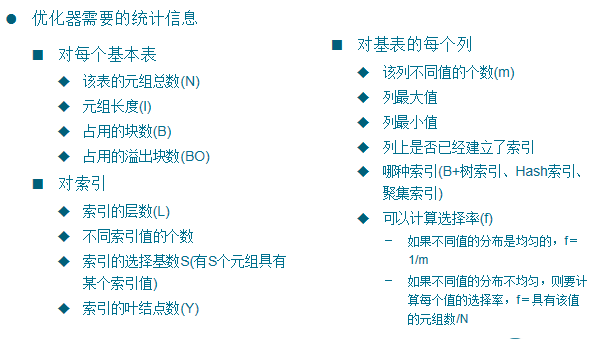 优化器需要的统计信息
对每个基本表
该表的元组总数(N)
元组长度(l)
占用的块数(B)
占用的溢出块数(BO)
对索引
索引的层数(L)
不同索引值的个数
索引的选择基数S(有S个元组具有
某个索引值)
索引的叶结点数(Y)
对基表的每个列
该列不同值的个数(m)
列最大值
列最小值
列上是否已经建立了索引
哪种索引(B+树索引、Hash索引、
聚集索引)
可以计算选择率(f)
– 如果不同值的分布是均匀的，f＝
1/m
– 如果不同值的分布不均匀，则要计
算每个值的选择率，f＝具有该值
的元组数/N